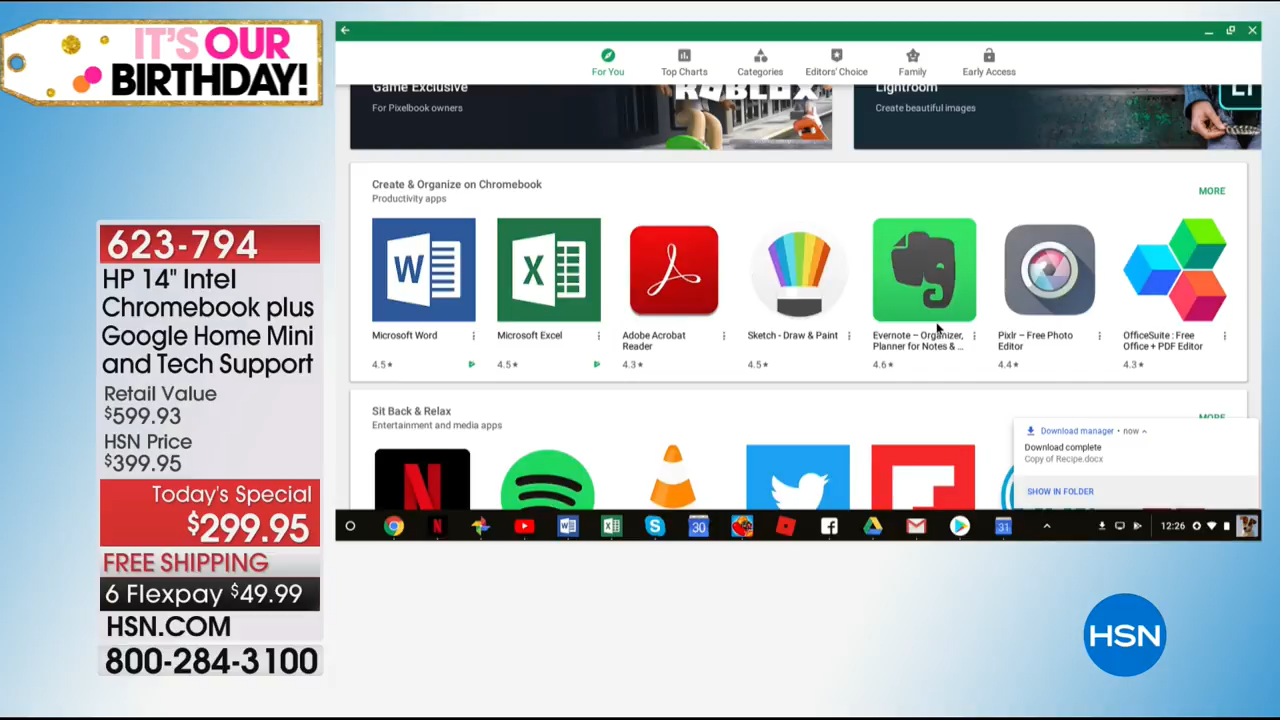 IT'S OUR
BIRTHDAY!
623-794
HP 14" Intel
Chromebook plus
Google Home Mini
and Tech Support
Retail Value
$599.93
HSN Price
$399.95
Today's Special
$299.95
FREE SHIPPING
6 Flexpay $49.99
HSN.COM
800-284-3100
For You
Top Charts
Categories
Editors' Choice
Family
Early Access
Game Exclusive
For Pixelbook owners
ROBLOX
Lightroom
Create beautiful images
Create & Organize on Chromebook
Productivity apps
MORE
W
X
Microsoft Word
4.5★
Microsoft Excel
4.5★
Adobe Acrobat
Reader
4.3★
Sketch - Draw & Paint
4.5★
Evernote – Organizer,
Planner for Notes & ...
4.6★
Pixlr – Free Photo
Editor
4.4★
OfficeSuite : Free
Office + PDF Editor
4.3★
Sit Back & Relax
Entertainment and media apps
MORE
N
Download manager • now
Download complete
Copy of Recipe.docx
SHOW IN FOLDER
30
31
12:26
HSN